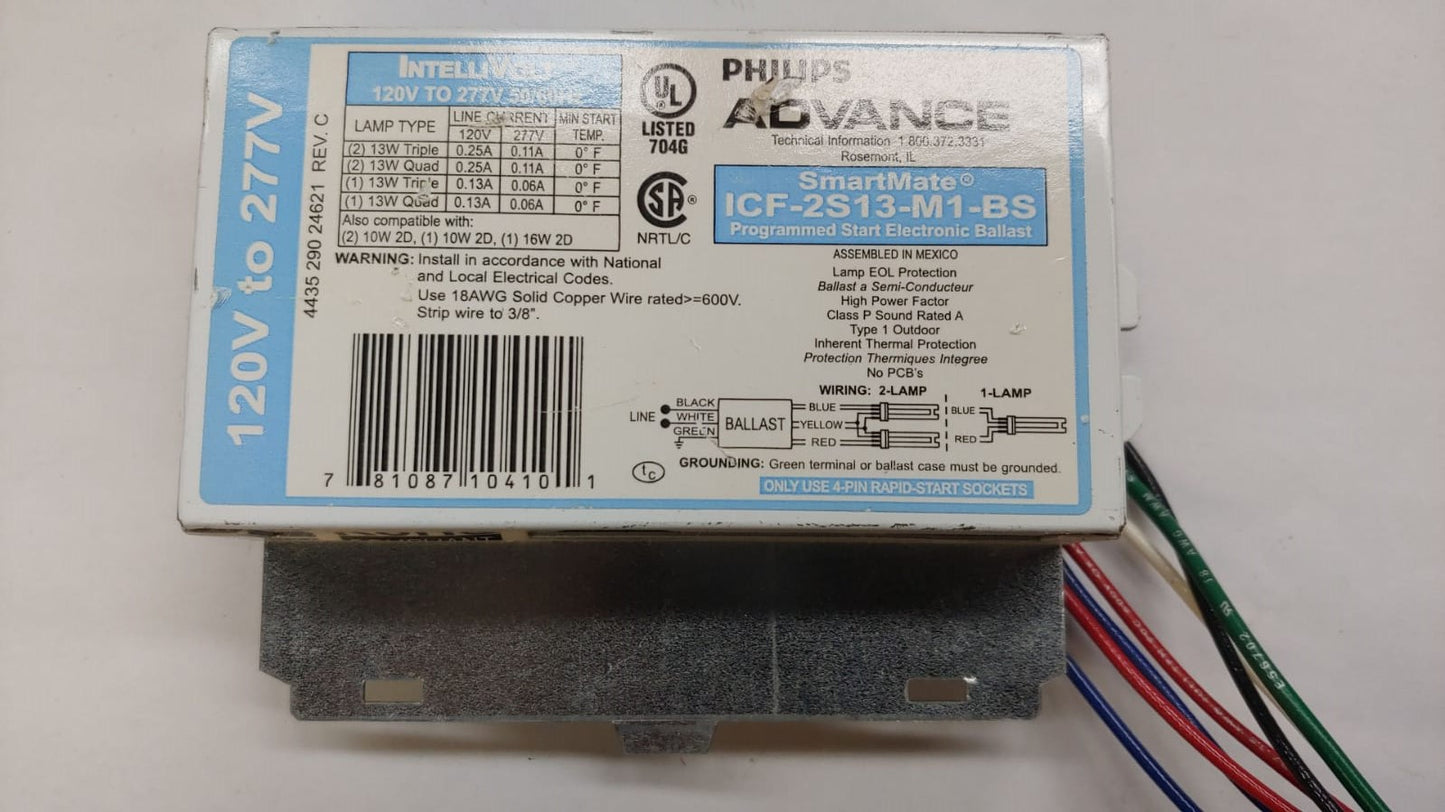 120V to 277V
4435 290 24621 REV. C
INTELLIVOLT
120V TO 277V 50/60HZ
LAMP TYPE
LINE CURRENT
120V 277V
MIN START
TEMP.
(2) 13W Triple 0.25A 0.11A 0° F
(2) 13W Quad 0.25A 0.11A 0° F
(1) 13W Triple 0.13A 0.06A 0° F
(1) 13W Quad 0.13A 0.06A 0° F
Also compatible with:
(2) 10W 2D, (1) 10W 2D, (1) 16W 2D
UL
®
LISTED
704G
SA ®
NRTL/C
PHILIPS
ADVANCE
Technical Information 1.800.372.3331
Rosemont, IL
SmartMate®
ICF-2S13-M1-BS
Programmed Start Electronic Ballast
ASSEMBLED IN MEXICO
Lamp EOL Protection
Ballast a Semi-Conducteur
High Power Factor
Class P Sound Rated A
Type 1 Outdoor
Inherent Thermal Protection
Protection Thermiques Integree
No PCB's
WARNING: Install in accordance with National
and Local Electrical Codes.
Use 18AWG Solid Copper Wire rated>=600V.
Strip wire to 3/8".
7 81087 10410 1
WIRING: 2-LAMP
1-LAMP
LINE
BLACK
WHITE
GREEN
BALLAST
BLUE
YELLOW
RED
BLUE
RED
tc
GROUNDING: Green terminal or ballast case must be grounded.
ONLY USE 4-PIN RAPID-START SOCKETS
18 AWG
E56702